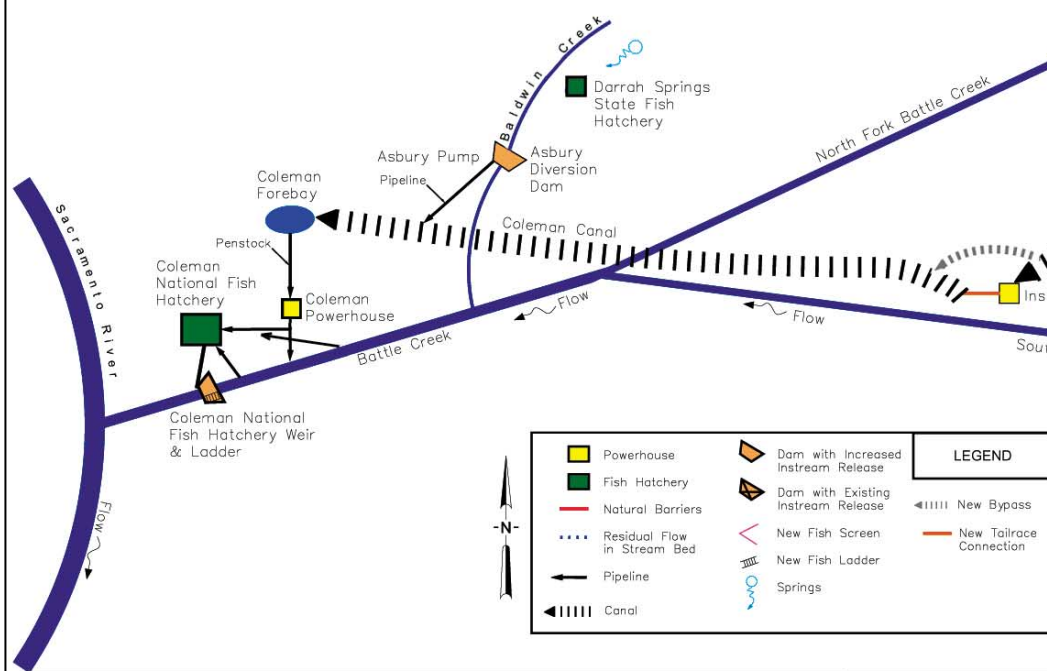 Baldwin Creek
Darrah Springs
State Fish
Hatchery
North Fork Battle Creek
Asbury Pump
Asbury
Diversion
Dam
Pipeline
Coleman
Forebay
Coleman Canal
Sacramento River
Penstock
Coleman
National Fish
Hatchery
Coleman
Powerhouse
Ins
Flow
Flow
Battle Creek
Sout
Coleman National
Fish Hatchery Weir
& Ladder
Flow
-N-
LEGEND
Powerhouse
Fish Hatchery
Natural Barriers
Residual Flow
in Stream Bed
Pipeline
Canal
Dam with Increased
Instream Release
Dam with Existing
Instream Release
New Fish Screen
New Fish Ladder
Springs
New Bypass
New Tailrace
Connection